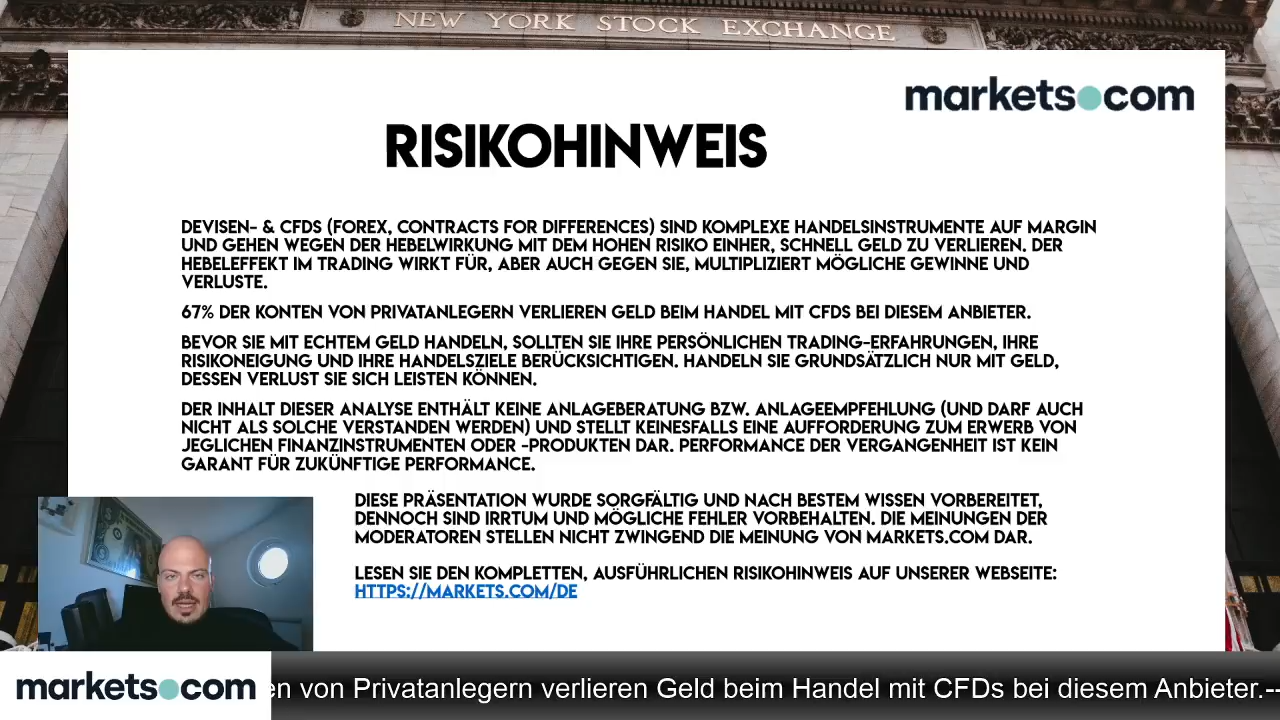 NEW YORK STOCK EXCHANGE
markets.com
RISIKOHINWEIS
DEVISEN- & CFDS (FOREX, CONTRACTS FOR DIFFERENCES) SIND KOMPLEXE HANDELSINSTRUMENTE AUF MARGIN
UND GEHEN WEGEN DER HEBELWIRKUNG MIT DEM HOHEN RISIKO EINHER, SCHNELL GELD ZU VERLIEREN. DER
HEBELEFFEKT IM TRADING WIRKT FÜR, ABER AUCH GEGEN SIE, MULTIPLIZIERT MÖGLICHE GEWINNE UND
VERLUSTE.
67% DER KONTEN VON PRIVATANLEGERN VERLIEREN GELD BEIM HANDEL MIT CFDS BEI DIESEM ANBIETER.
BEVOR SIE MIT ECHTEM GELD HANDELN, SOLLTEN SIE IHRE PERSÖNLICHEN TRADING-ERFAHRUNGEN, IHRE
RISIKONEIGUNG UND IHRE HANDELSZIELE BERÜCKSICHTIGEN. HANDELN SIE GRUNDSÄTZLICH NUR MIT GELD,
DESSEN VERLUST SIE SICH LEISTEN KÖNNEN.
DER INHALT DIESER ANALYSE ENTHÄLT KEINE ANLAGEBERATUNG BZW. ANLAGEEMPFEHLUNG (UND DARF AUCH
NICHT ALS SOLCHE VERSTANDEN WERDEN) UND STELLT KEINESFALLS EINE AUFFORDERUNG ZUM ERWERB VON
JEGLICHEN FINANZINSTRUMENTEN ODER -PRODUKTEN DAR. PERFORMANCE DER VERGANGENHEIT IST KEIN
GARANT FÜR ZUKÜNFTIGE PERFORMANCE.
DIESE PRÄSENTATION WURDE SORGFÄLTIG UND NACH BESTEM WISSEN VORBEREITET,
DENNOCH SIND IRRTUM UND MÖGLICHE FEHLER VORBEHALTEN. DIE MEINUNGEN DER
MODERATOREN STELLEN NICHT ZWINGEND DIE MEINUNG VON MARKETS.COM DAR.
LESEN SIE DEN KOMPLETTEN, AUSFÜHRLICHEN RISIKOHINWEIS AUF UNSERER WEBSEITE:
HTTPS://MARKETS.COM/DE
markets.com
en von Privatanlegern verlieren Geld beim Handel mit CFDs bei diesem Anbieter.--